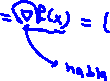 = ∇φ(x) = (
nabla